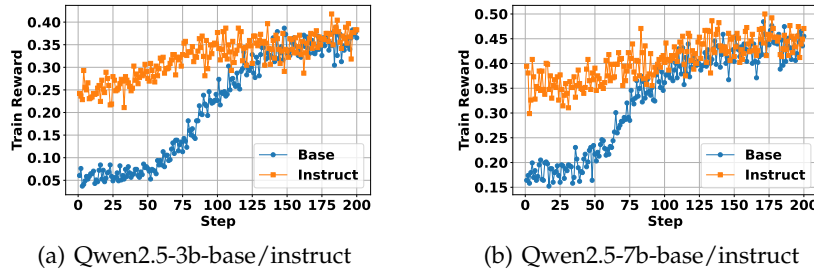 0.40
0.35
0.30
0.25
0.20
0.15
0.10
0.05
Train Reward
0 25 50 75 100 125 150 175 200
Step
Base
Instruct
(a) Qwen2.5-3b-base/instruct
0.50
0.45
0.40
0.35
0.30
0.25
0.20
0.15
Train Reward
0 25 50 75 100 125 150 175 200
Step
Base
Instruct
(b) Qwen2.5-7b-base/instruct